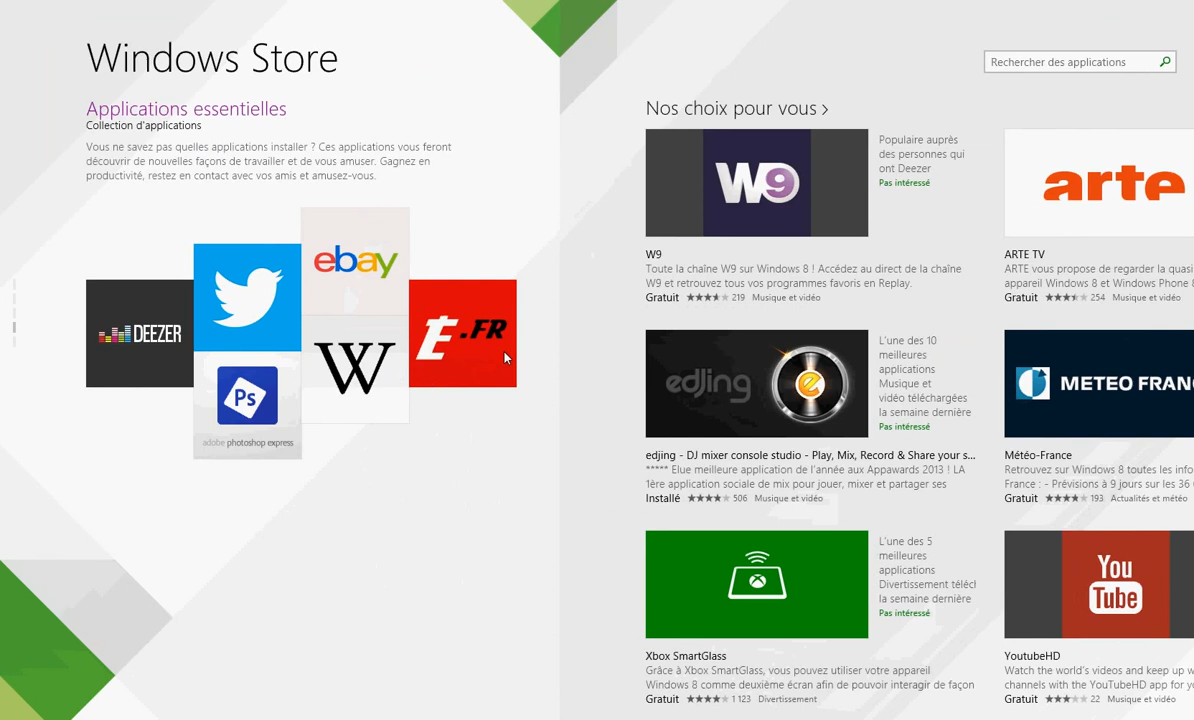 Windows Store
Rechercher des applications
Applications essentielles
Collection d'applications
Vous ne savez pas quelles applications installer ? Ces applications vous feront
découvrir de nouvelles façons de travailler et de vous amuser. Gagnez en
productivité, restez en contact avec vos amis et amusez-vous.
DEEZER
ebay
W
E.FR
Ps
adobe photoshop express
Nos choix pour vous
W9
Populaire auprès
des personnes qui
ont Deezer
Pas intéressé
W9
Toute la chaîne W9 sur Windows 8 ! Accédez au direct de la chaîne
W9 et retrouvez tous vos programmes favoris en Replay.
Gratuit 219 Musique et vidéo
edjing
e
L'une des 10
meilleures
applications
Musique et
vidéo téléchargées
la semaine dernière
Pas intéressé
edjing - DJ mixer console studio - Play, Mix, Record & Share your s...
***** Elue meilleure application de l'année aux Appawards 2013 ! LA
1ère application sociale de mix pour jouer, mixer et partager ses
Installé 506 Musique et vidéo
L'une des 5
meilleures
applications
Divertissement téléch
la semaine dernière
Pas intéressé
Xbox SmartGlass
Grâce à Xbox SmartGlass, vous pouvez utiliser votre appareil
Windows 8 comme deuxième écran afin de pouvoir interagir de façon
Gratuit 1 123 Divertissement
arte
ARTE TV
ARTE vous propose de regarder la quasi
appareil Windows 8 et Windows Phone 8
Gratuit 254 Musique et vidéo
METEO FRAN
Météo-France
Retrouvez sur Windows 8 toutes les info
France : - Prévisions à 9 jours sur les 36
Gratuit 193 Actualités et météo
You
Tube
YoutubeHD
Watch the world's videos and keep up w
channels with the YouTubeHD app for yo
Gratuit 22 Musique et vidéo